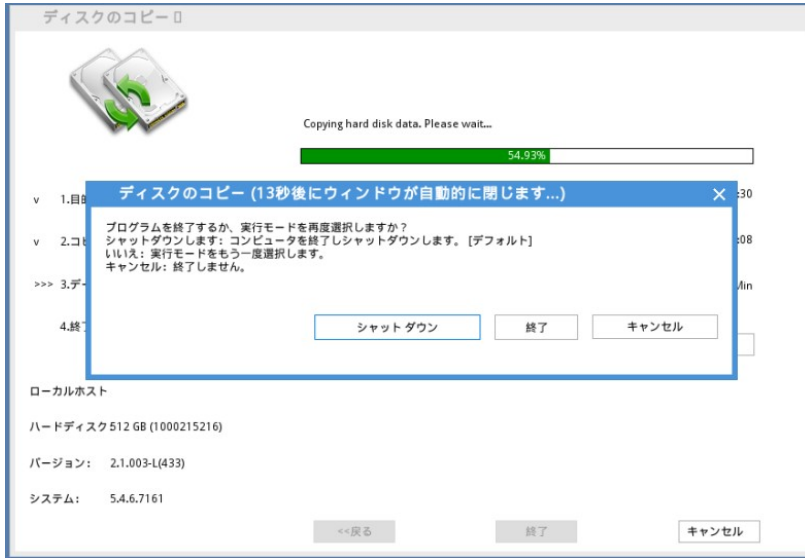 ディスクのコピー
Copying hard disk data. Please wait...
54.93%
ディスクのコピー (13秒後にウィンドウが自動的に閉じます...)
v 1.目
:30
プログラムを終了するか、実行モードを再度選択しますか？
シャットダウンします: コンピュータを終了しシャットダウンします。 [デフォルト]
v 2.コ
:08
いいえ: 実行モードをもう一度選択します。
キャンセル: 終了しません。
>>> 3.デー
Min
4.終
シャットダウン 終了 キャンセル
ローカルホスト
ハードディスク 512 GB (1000215216)
バージョン: 2.1.003-L(433)
システム: 5.4.6.7161
<<戻る 終了 キャンセル